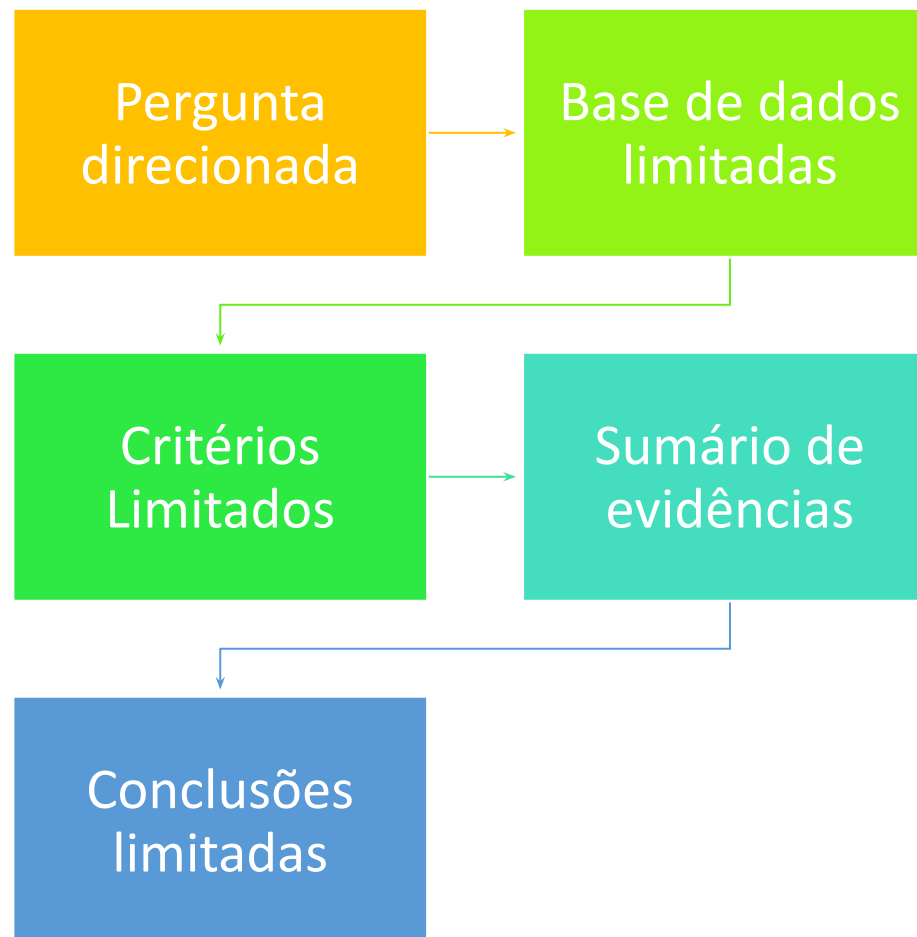 Pergunta
direcionada
Base de dados
limitadas
Critérios
Limitados
Sumário de
evidências
Conclusões
limitadas